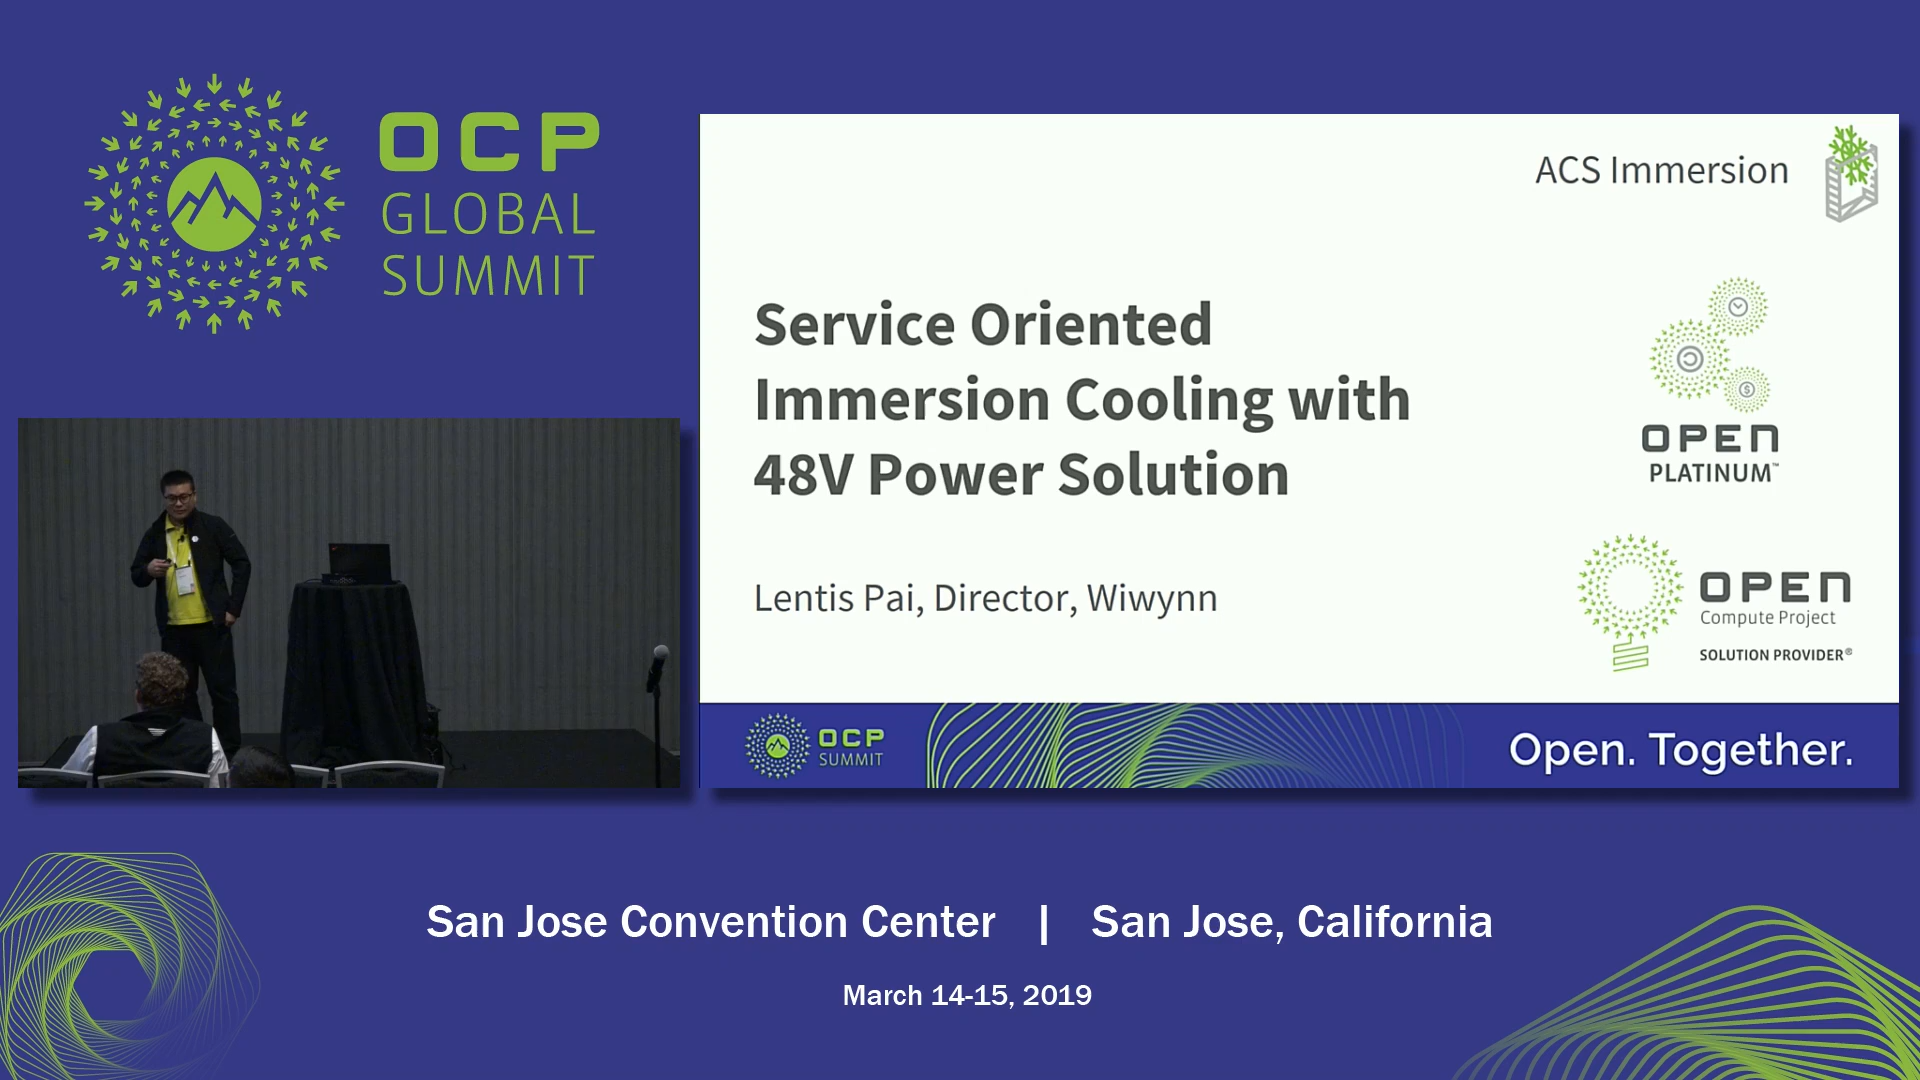 OCP
GLOBAL
SUMMIT
ACS Immersion
Service Oriented
Immersion Cooling with
48V Power Solution
Lentis Pai, Director, Wiwynn
OPEN
PLATINUM™
OPEN
Compute Project
SOLUTION PROVIDER®
OCP
SUMMIT
Open. Together.
San Jose Convention Center | San Jose, California
March 14-15, 2019